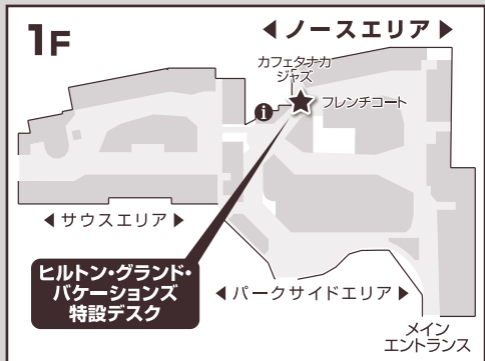 1F
◀ノースエリア▶
カフェタナカ
ジャズ
フレンチコート
i
◀サウスエリア▶
ヒルトン・グランド・
バケーションズ
特設デスク
◀パークサイドエリア▶
メイン
エントランス